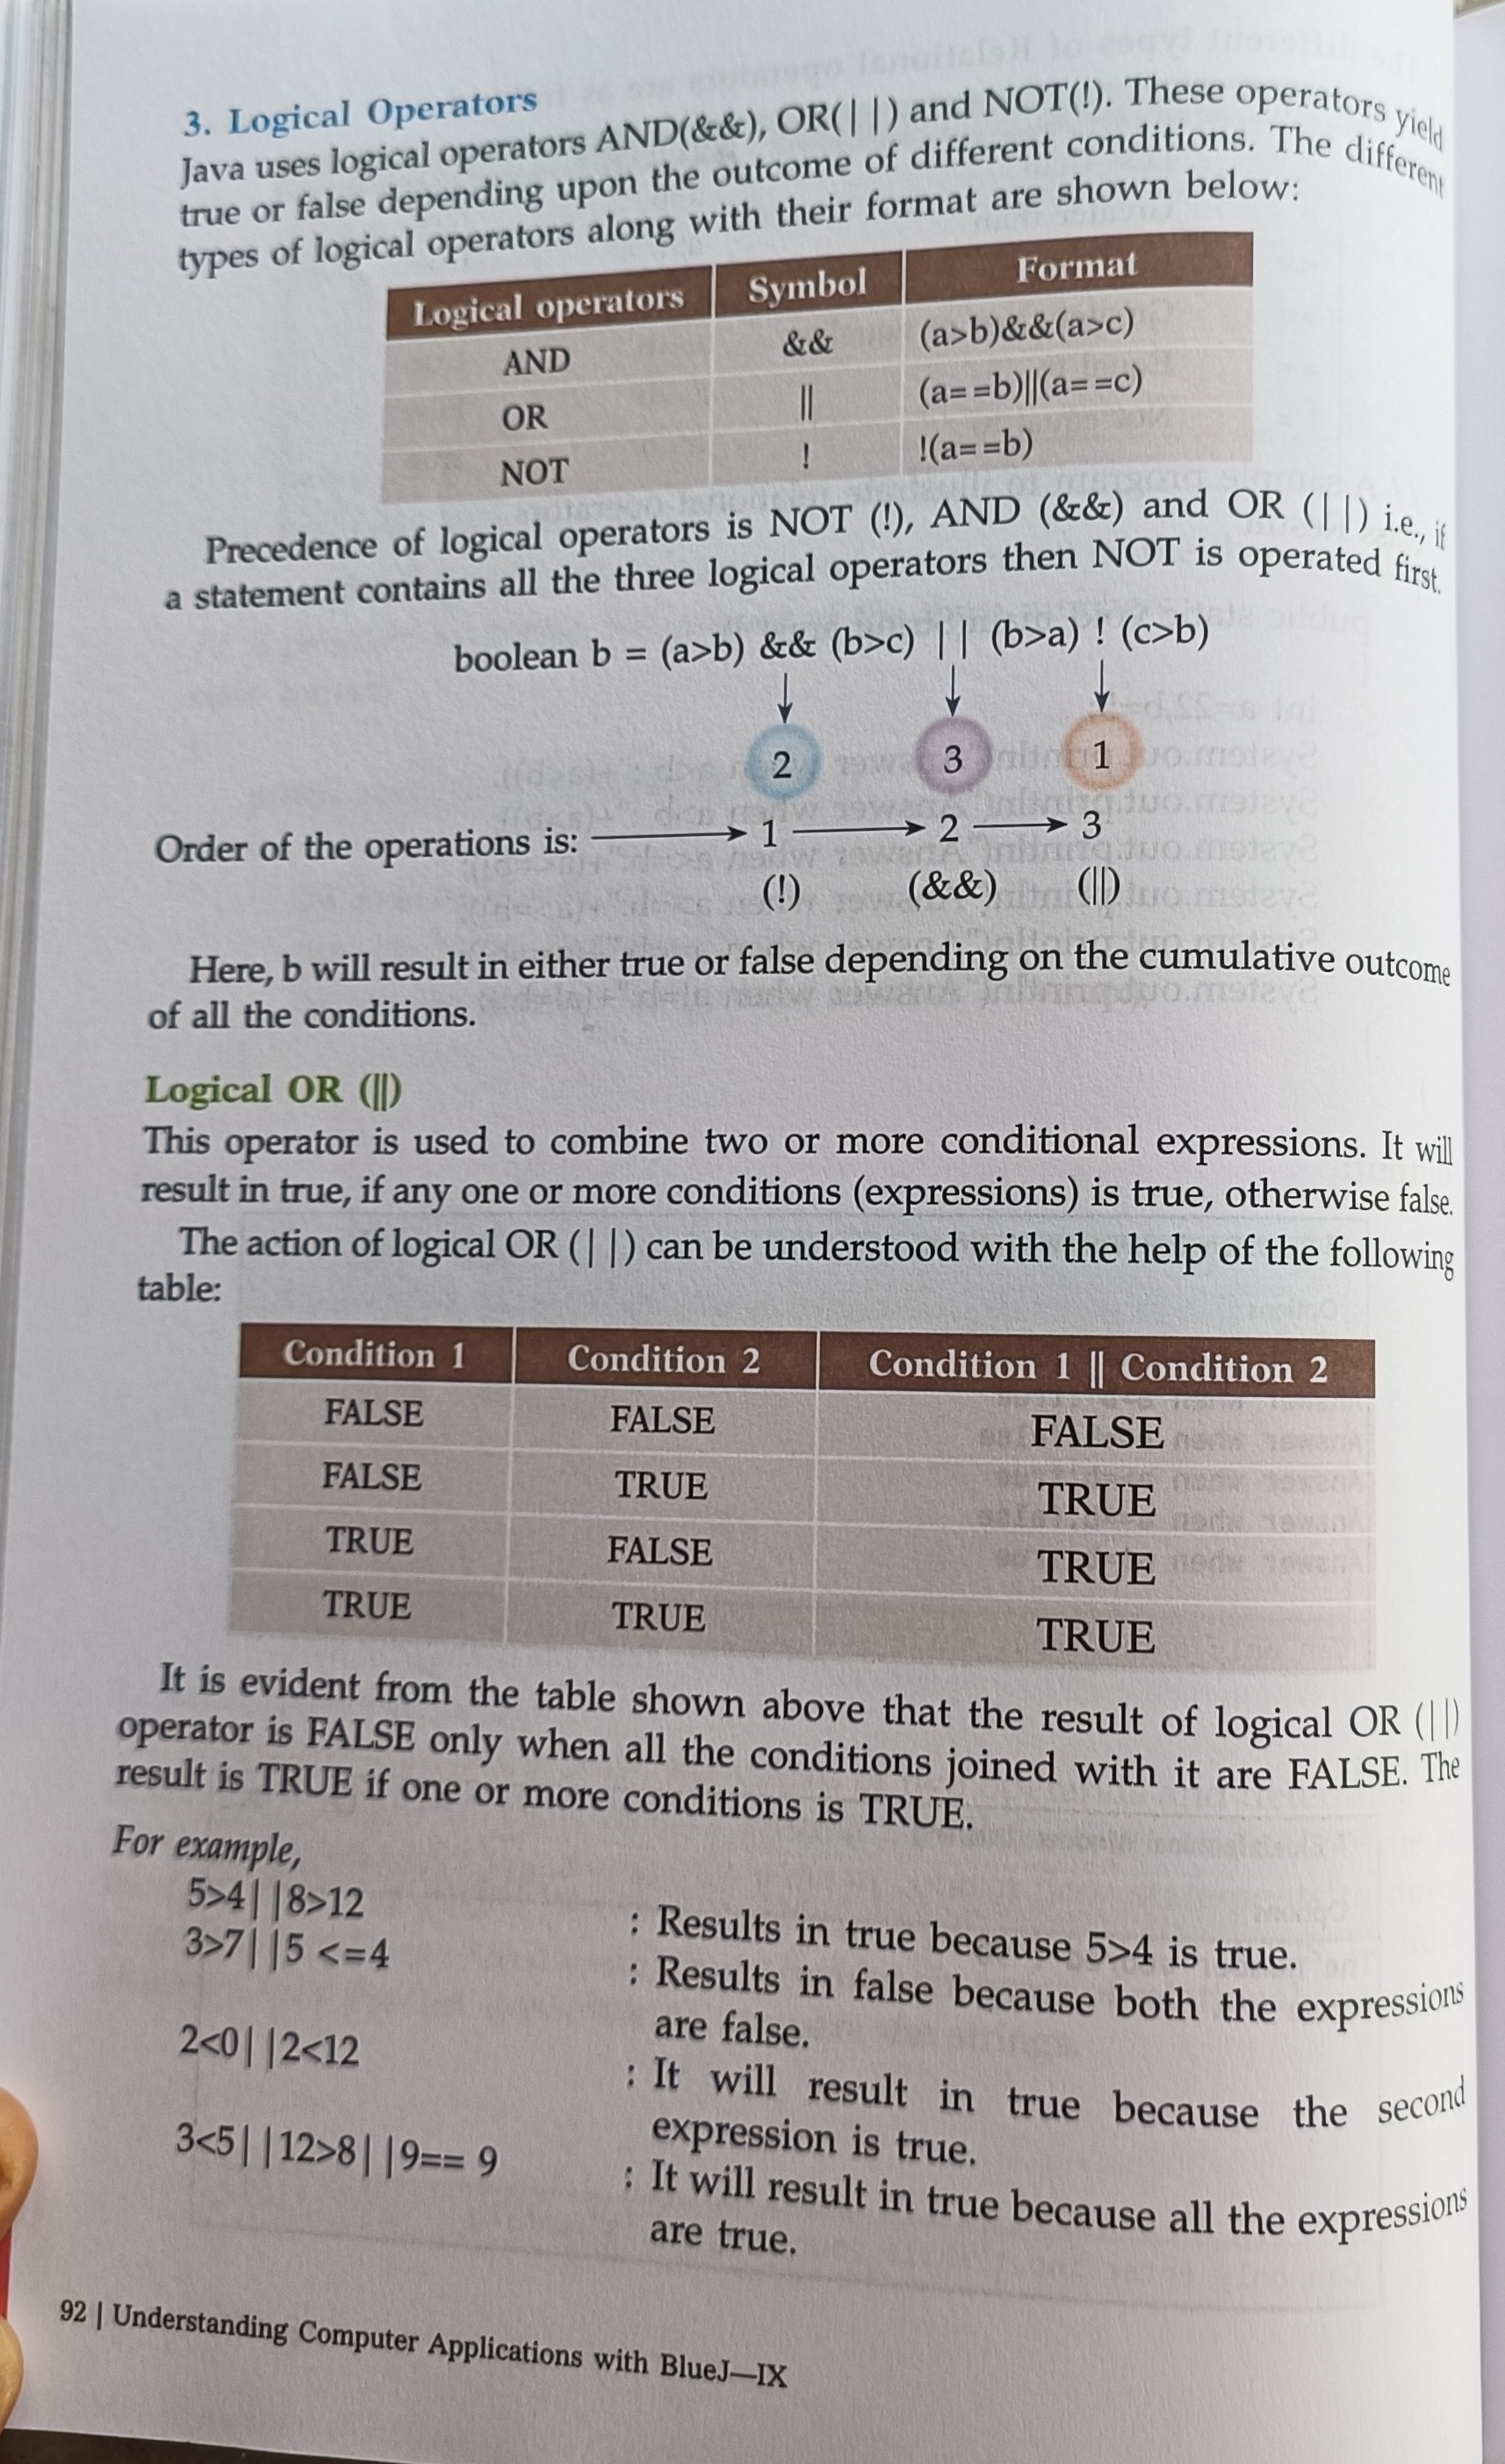 3. Logical Operators
Java uses logical operators AND(&&), OR(| |) and NOT(!). These operators yield
true or false depending upon the outcome of different conditions. The different
types of logical operators along with their format are shown below:
Logical operators Symbol Format
AND && (a>b)&&(a>c)
OR || (a= =b)||(a= =c)
NOT ! !(a= =b)
Precedence of logical operators is NOT (!), AND (&&) and OR (| |) i.e., if
a statement contains all the three logical operators then NOT is operated first.
boolean b = (a>b) && (b>c) | | (b>a) ! (c>b)
2 3 1
Order of the operations is: 1 2 3
(!) (&&) (||)
Here, b will result in either true or false depending on the cumulative outcome
of all the conditions.
Logical OR (||)
This operator is used to combine two or more conditional expressions. It will
result in true, if any one or more conditions (expressions) is true, otherwise false.
The action of logical OR (| |) can be understood with the help of the following
table:
Condition 1 Condition 2 Condition 1 || Condition 2
FALSE FALSE FALSE
FALSE TRUE TRUE
TRUE FALSE TRUE
TRUE TRUE TRUE
It is evident from the table shown above that the result of logical OR (| |)
operator is FALSE only when all the conditions joined with it are FALSE. The
result is TRUE if one or more conditions is TRUE.
For example,
5>4| |8>12 : Results in true because 5>4 is true.
3>7| |5 <=4 : Results in false because both the expressions
are false.
2<0| |2<12 : It will result in true because the second
expression is true.
3<5| |12>8| |9== 9 : It will result in true because all the expressions
are true.
92 | Understanding Computer Applications with BlueJ—IX